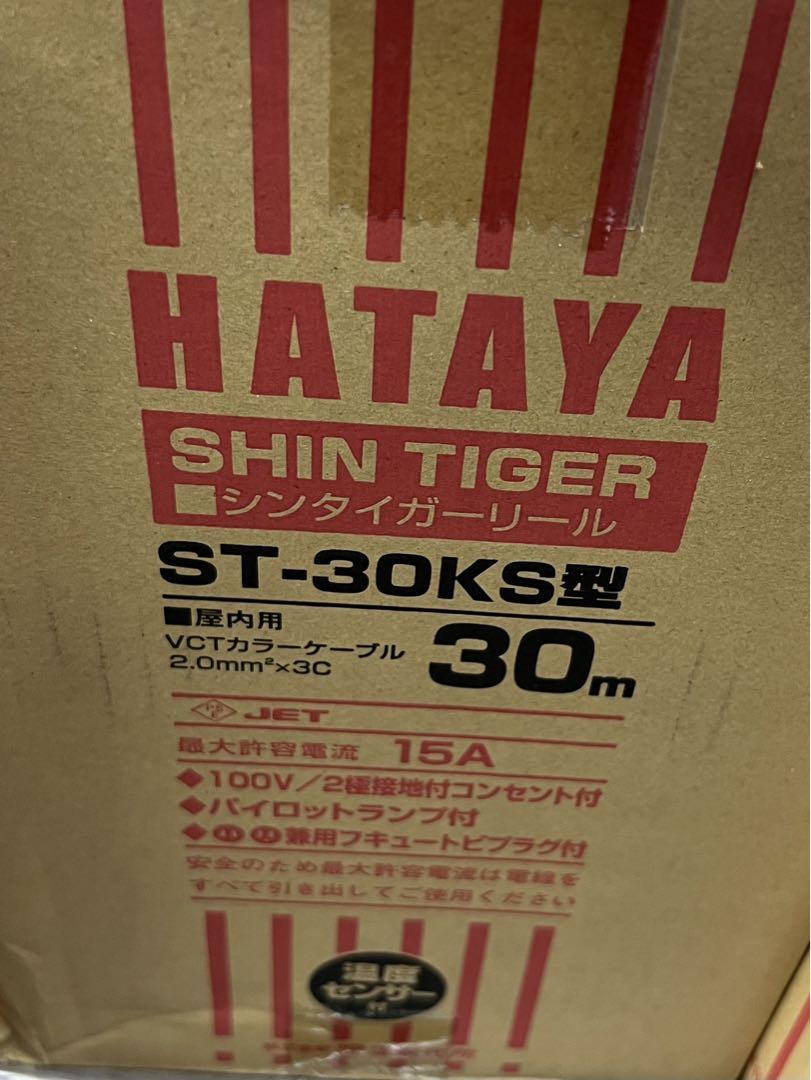 HATAYA
SHIN TIGER
■シンタイガーリール
ST-30KS型
■屋内用
VCTカラーケーブル
2.0mm²×3C
30m
JET
最大許容電流 15A
◆100V/2極接地付コンセント付
◆パイロットランプ付
兼用フキュートピプラグ付
安全のため最大許容電流は電線を
すべて引き出してご使用ください
温度
センサー
付